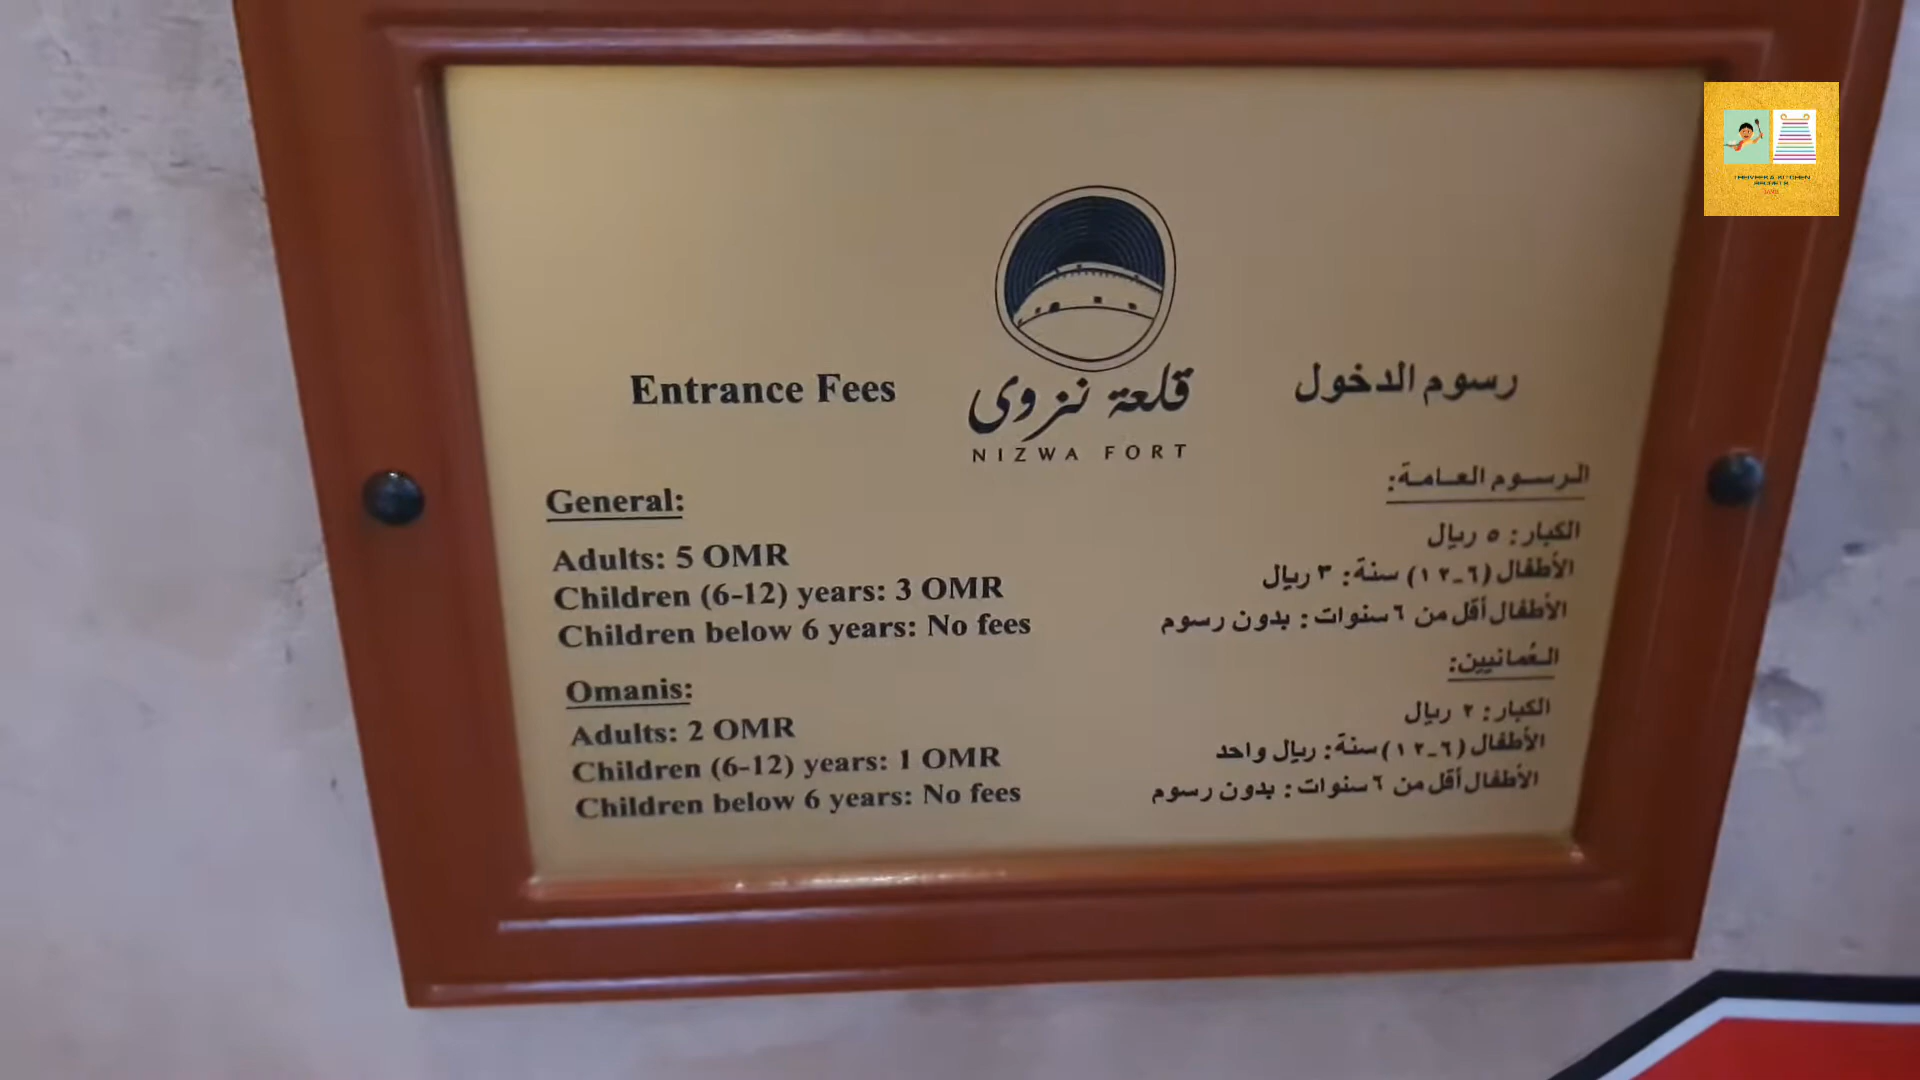 Entrance Fees
رسوم الدخول
قلعة نزوى
NIZWA FORT
General:
Adults: 5 OMR
Children (6-12) years: 3 OMR
Children below 6 years: No fees
Omanis:
Adults: 2 OMR
Children (6-12) years: 1 OMR
Children below 6 years: No fees
الرسوم العامة:
الكبار: ٥ ريال
الأطفال (٦-١٢) سنة: ٣ ريال
الأطفال أقل من ٦ سنوات: بدون رسوم
العُمانيين:
الكبار: ٢ ريال
الأطفال (٦-١٢) سنة: ريال واحد
الأطفال أقل من ٦ سنوات: بدون رسوم